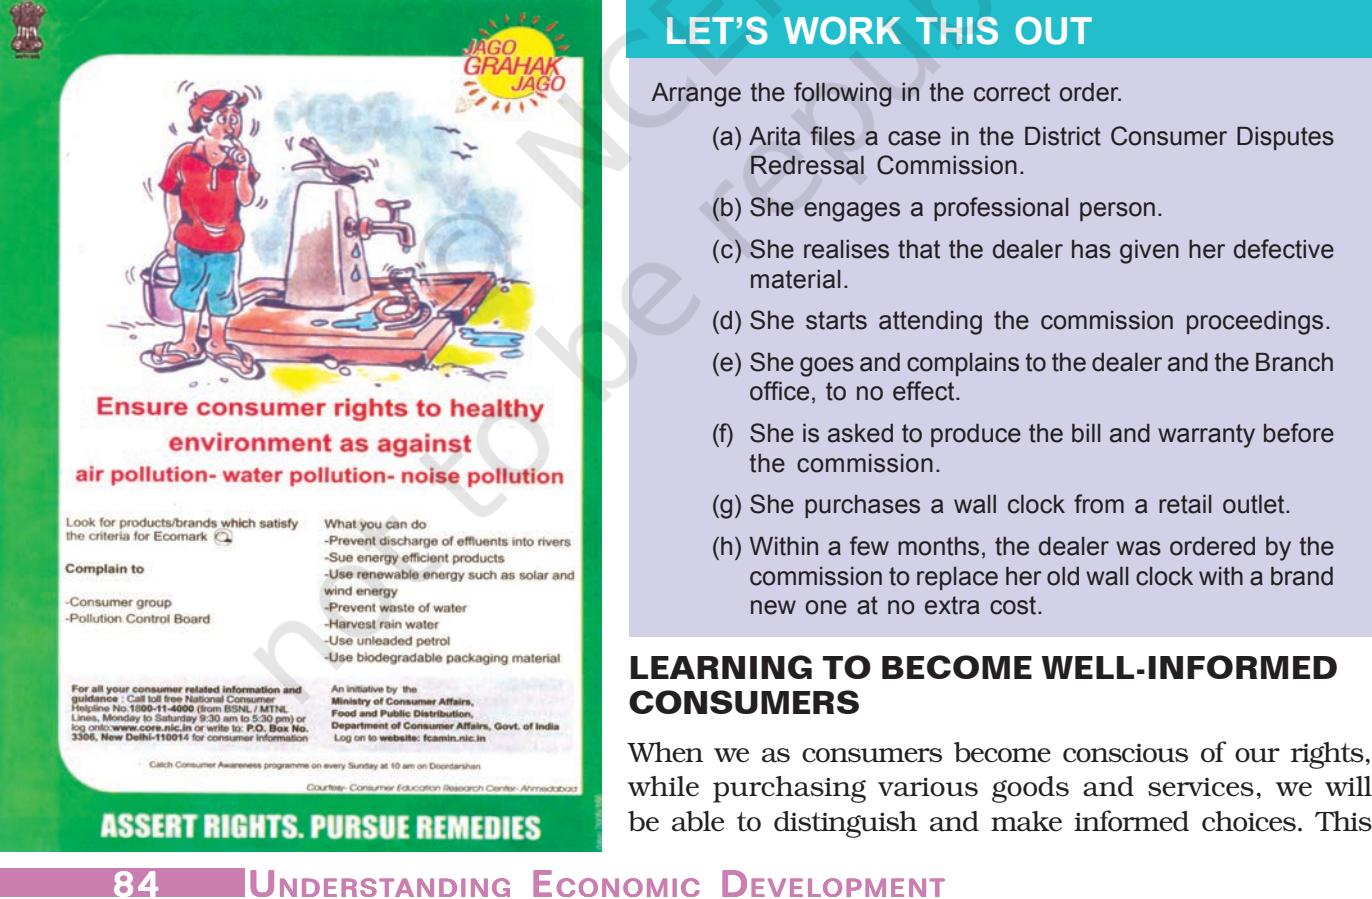 JAGO
GRAHAK
JAGO
Ensure consumer rights to healthy
environment as against
air pollution- water pollution- noise pollution
Look for products/brands which satisfy
the criteria for Ecomark
Complain to
-Consumer group
-Pollution Control Board
What you can do
-Prevent discharge of effluents into rivers
-Sue energy efficient products
-Use renewable energy such as solar and
wind energy
-Prevent waste of water
-Harvest rain water
-Use unleaded petrol
-Use biodegradable packaging material
For all your consumer related information and
guidance : Call toll free National Consumer
Helpline No.1800-11-4000 (from BSNL / MTNL
Lines, Monday to Saturday 9:30 am to 5:30 pm) or
log onto:www.core.nic.in or write to: P.O. Box No.
3306, New Delhi-110014 for consumer information
An initiative by the
Ministry of Consumer Affairs,
Food and Public Distribution,
Department of Consumer Affairs, Govt. of India
Log on to website: fcamin.nic.in
Catch Consumer Awareness programme on every Sunday at 10 am on Doordarshan
Courtesy- Consumer Education Research Center- Ahmedabad
ASSERT RIGHTS. PURSUE REMEDIES
LET'S WORK THIS OUT
Arrange the following in the correct order.
(a) Arita files a case in the District Consumer Disputes
Redressal Commission.
(b) She engages a professional person.
(c) She realises that the dealer has given her defective
material.
(d) She starts attending the commission proceedings.
(e) She goes and complains to the dealer and the Branch
office, to no effect.
(f) She is asked to produce the bill and warranty before
the commission.
(g) She purchases a wall clock from a retail outlet.
(h) Within a few months, the dealer was ordered by the
commission to replace her old wall clock with a brand
new one at no extra cost.
LEARNING TO BECOME WELL-INFORMED
CONSUMERS
When we as consumers become conscious of our rights,
while purchasing various goods and services, we will
be able to distinguish and make informed choices. This
84 UNDERSTANDING ECONOMIC DEVELOPMENT
© NCE
not to be repub